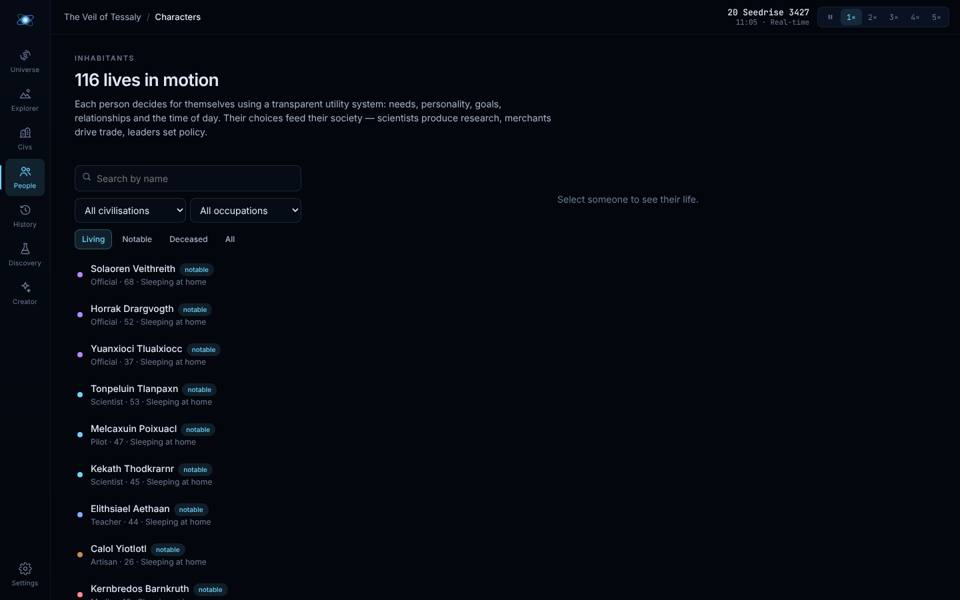 The Veil of Tessaly / Characters
20 Seedrise 3427
11:05 · Real-time
1× 2× 3× 4× 5×
Universe
Explorer
Civs
People
History
Discovery
Creator
Settings
INHABITANTS
116 lives in motion
Each person decides for themselves using a transparent utility system: needs, personality, goals,
relationships and the time of day. Their choices feed their society — scientists produce research, merchants
drive trade, leaders set policy.
Search by name
All civilisations All occupations
Living Notable Deceased All
Solaoren Veithreith notable
Official · 68 · Sleeping at home
Horrak Drargvogth notable
Official · 52 · Sleeping at home
Yuanxioci Tlualxiocc notable
Official · 37 · Sleeping at home
Tonpeluin Tlanpaxn notable
Scientist · 53 · Sleeping at home
Melcaxuin Poixuacl notable
Pilot · 47 · Sleeping at home
Kekath Thodkrarnr notable
Scientist · 45 · Sleeping at home
Elithsiael Aethaan notable
Teacher · 44 · Sleeping at home
Calol Yiotlotl notable
Artisan · 26 · Sleeping at home
Kernbredos Barnkruth notable
Select someone to see their life.